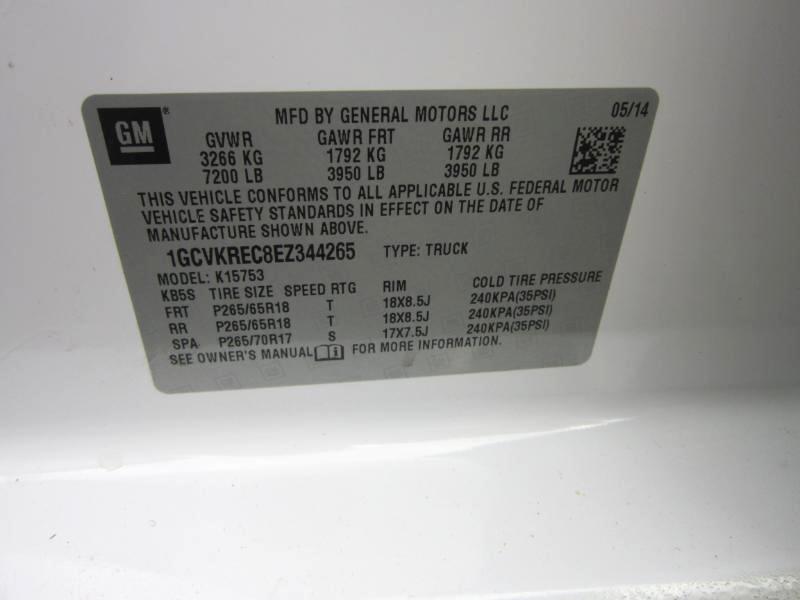 GM® MFD BY GENERAL MOTORS LLC 05/14
GVWR GAWR FRT GAWR RR
3266 KG 1792 KG 1792 KG
7200 LB 3950 LB 3950 LB
THIS VEHICLE CONFORMS TO ALL APPLICABLE U.S. FEDERAL MOTOR
VEHICLE SAFETY STANDARDS IN EFFECT ON THE DATE OF
MANUFACTURE SHOWN ABOVE.
1GCVKREC8EZ344265 TYPE: TRUCK
MODEL: K15753
KB5S TIRE SIZE SPEED RTG RIM COLD TIRE PRESSURE
FRT P265/65R18 T 18X8.5J 240KPA(35PSI)
RR P265/65R18 T 18X8.5J 240KPA(35PSI)
SPA P265/70R17 S 17X7.5J 240KPA(35PSI)
SEE OWNER'S MANUAL FOR MORE INFORMATION.